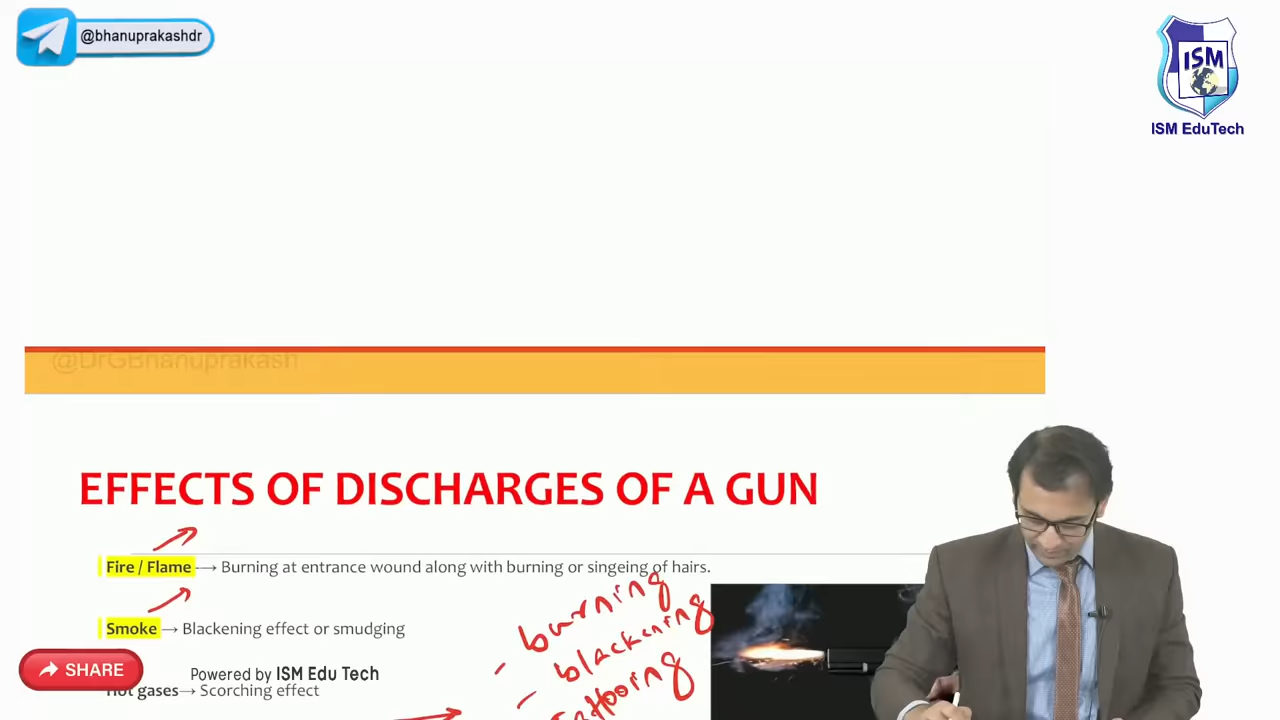 @bhanuprakashdr
ISM
ISM EduTech
@DrGBhanuprakash
EFFECTS OF DISCHARGES OF A GUN
Fire / Flame → Burning at entrance wound along with burning or singeing of hairs.
Smoke → Blackening effect or smudging
- burning
- blackening
SHARE
Powered by ISM Edu Tech
Hot gases → Scorching effect